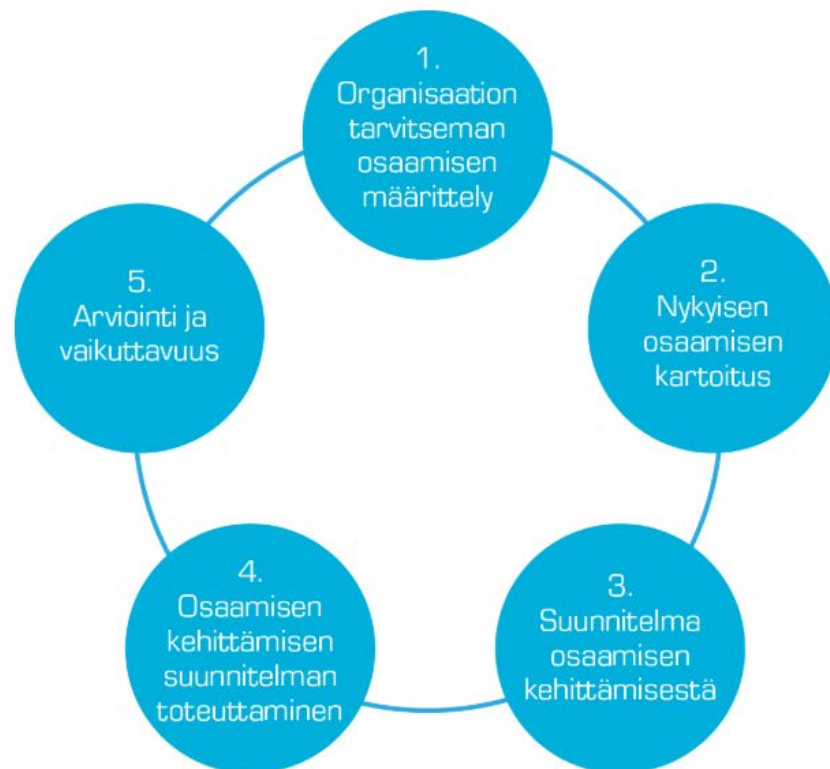 1.
Organisaation
tarvitseman
osaamisen
määrittely
2.
Nykyisen
osaamisen
kartoitus
3.
Suunnitelma
osaamisen
kehittämisestä
4.
Osaamisen
kehittämisen
suunnitelman
toteuttaminen
5.
Arviointi ja
vaikuttavuus